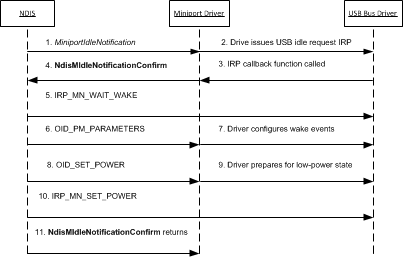 NDIS
Miniport Driver
USB Bus Driver
1. MiniportIdleNotification
2. Drive issues USB idle request IRP
4. NdisMIdleNotificationConfirm
3. IRP callback function called
5. IRP_MN_WAIT_WAKE
6. OID_PM_PARAMETERS
7. Driver configures wake events
8. OID_SET_POWER
9. Driver prepares for low-power state
10. IRP_MN_SET_POWER
11. NdisMIdleNotificationConfirm returns